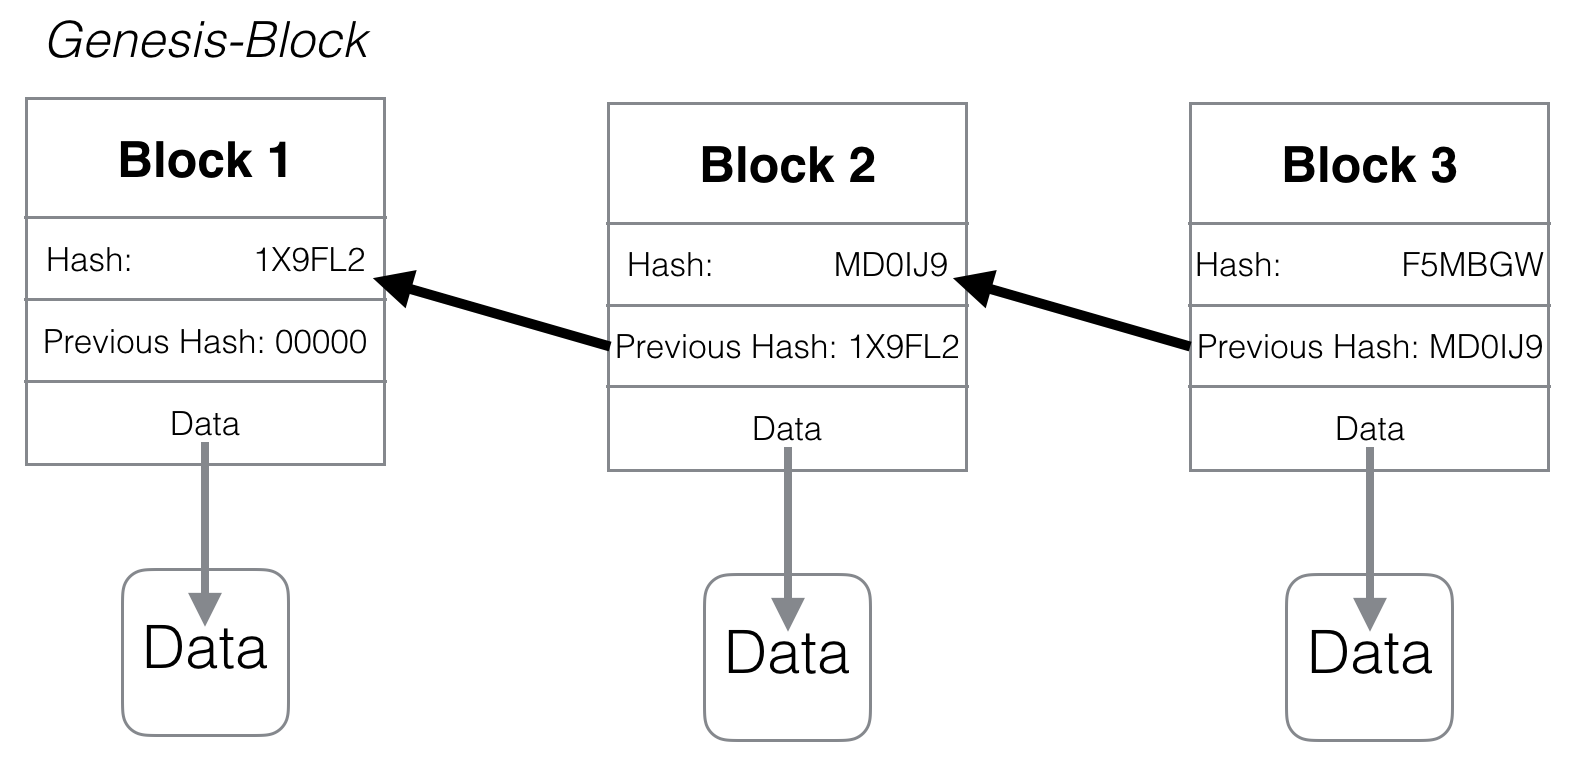 Genesis-Block
Block 1
Hash: 1X9FL2
Previous Hash: 00000
Data
Data
Block 2
Hash: MD0IJ9
Previous Hash: 1X9FL2
Data
Data
Block 3
Hash: F5MBGW
Previous Hash: MD0IJ9
Data
Data